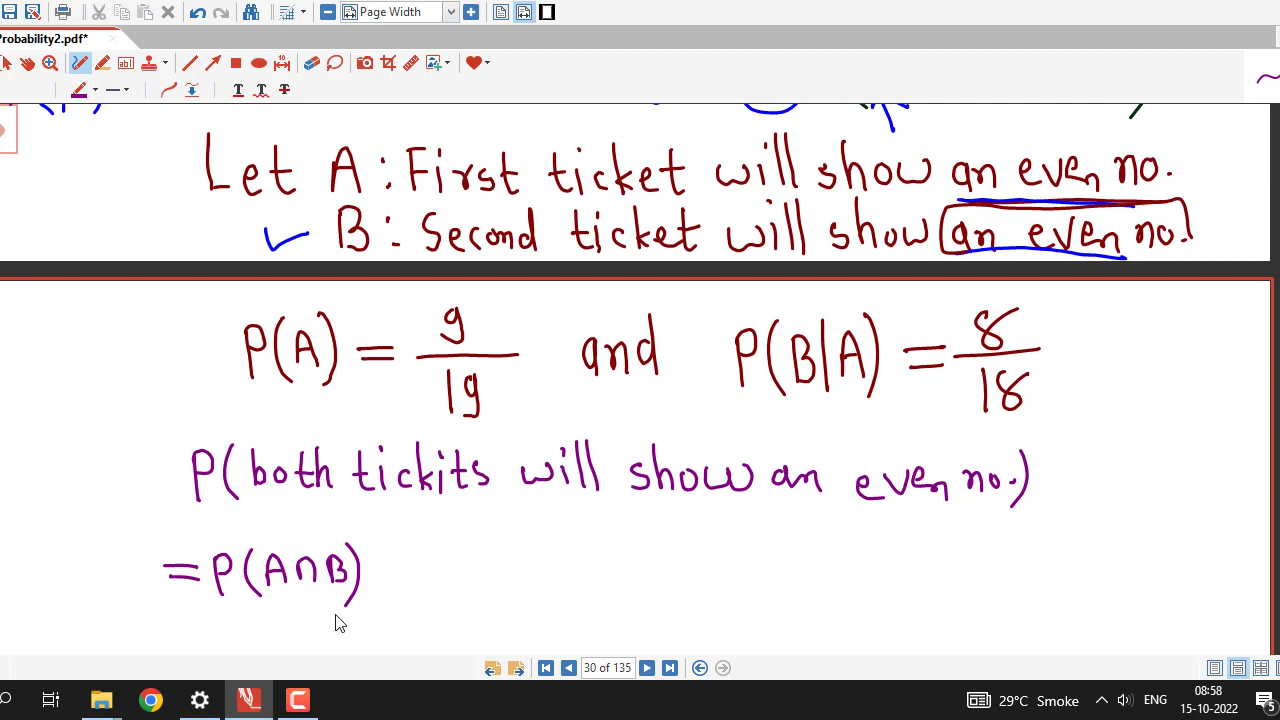 Page Width
Probability2.pdf*
Let A : First ticket will show an even no.
B : Second ticket will show an even no.
P(A) = 9/19 and P(B|A) = 8/18
P(both tickits will show an even no.)
= P(A∩B)
30 of 135
29°C Smoke ENG 08:58
15-10-2022
5